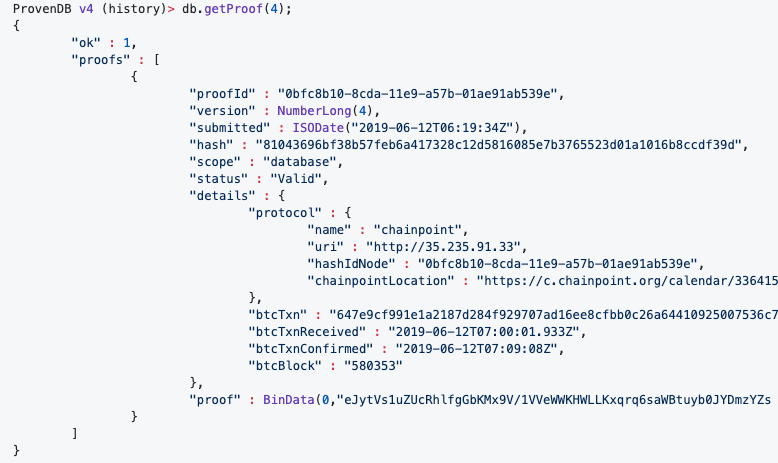 ProvenDB v4 (history)> db.getProof(4);
{
"ok" : 1,
"proofs" : [
{
"proofId" : "0bfc8b10-8cda-11e9-a57b-01ae91ab539e",
"version" : NumberLong(4),
"submitted" : ISODate("2019-06-12T06:19:34Z"),
"hash" : "81043696bf38b57feb6a417328c12d5816085e7b3765523d01a1016b8ccdf39d",
"scope" : "database",
"status" : "Valid",
"details" : {
"protocol" : {
"name" : "chainpoint",
"uri" : "http://35.235.91.33",
"hashIdNode" : "0bfc8b10-8cda-11e9-a57b-01ae91ab539e",
"chainpointLocation" : "https://c.chainpoint.org/calendar/336415
},
"btcTxn" : "647e9cf991e1a2187d284f929707ad16ee8cfbb0c26a64410925007536c7
"btcTxnReceived" : "2019-06-12T07:00:01.933Z",
"btcTxnConfirmed" : "2019-06-12T07:09:08Z",
"btcBlock" : "580353"
},
"proof" : BinData(0,"eJytVs1uZUcRhlfgGbKMx9V/1VVeWWKHWLLKxqrq6saWBtuyb0JYDmzYZs
}
]
}